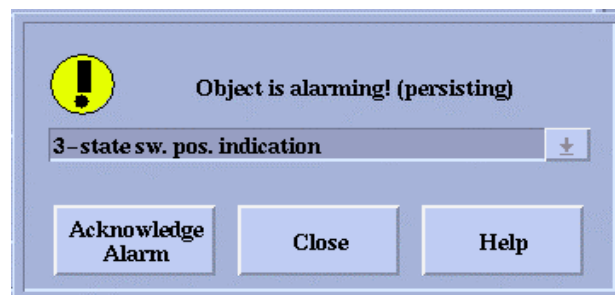 Object is alarming! (persisting)
3-state sw. pos. indication
Acknowledge
Alarm
Close
Help